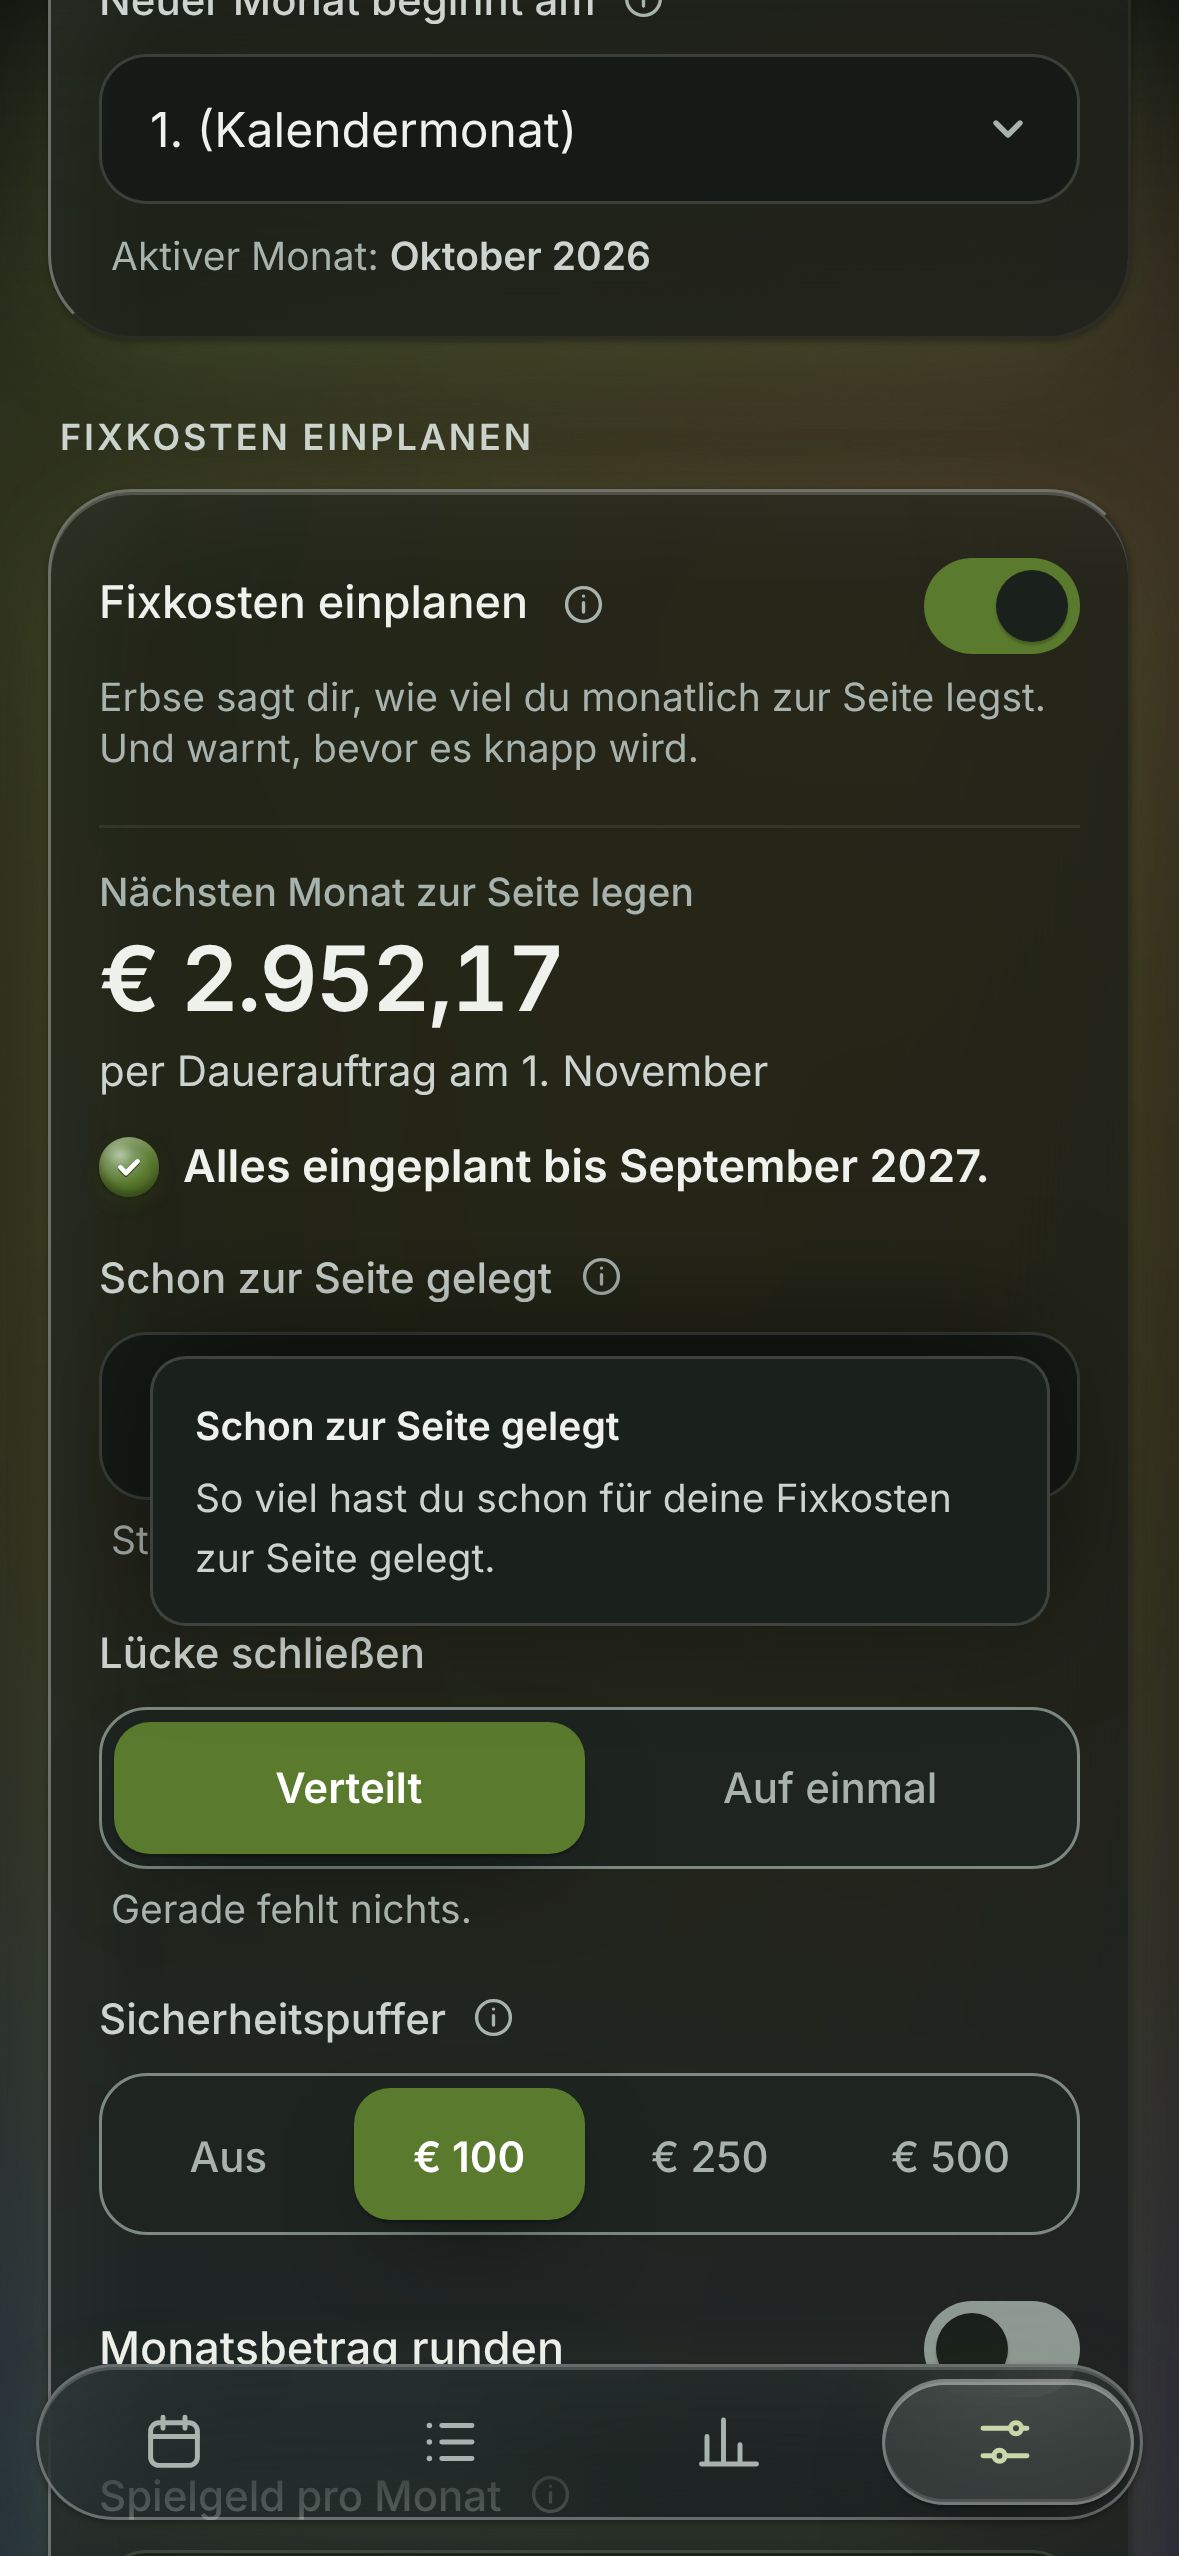 Neuer Monat beginnt am
1. (Kalendermonat)
Aktiver Monat: Oktober 2026
FIXKOSTEN EINPLANEN
Fixkosten einplanen
Erbse sagt dir, wie viel du monatlich zur Seite legst.
Und warnt, bevor es knapp wird.
Nächsten Monat zur Seite legen
€ 2.952,17
per Dauerauftrag am 1. November
Alles eingeplant bis September 2027.
Schon zur Seite gelegt
Schon zur Seite gelegt
So viel hast du schon für deine Fixkosten
zur Seite gelegt.
Lücke schließen
Verteilt
Auf einmal
Gerade fehlt nichts.
Sicherheitspuffer
Aus
€ 100
€ 250
€ 500
Monatsbetrag runden
Spielgeld pro Monat